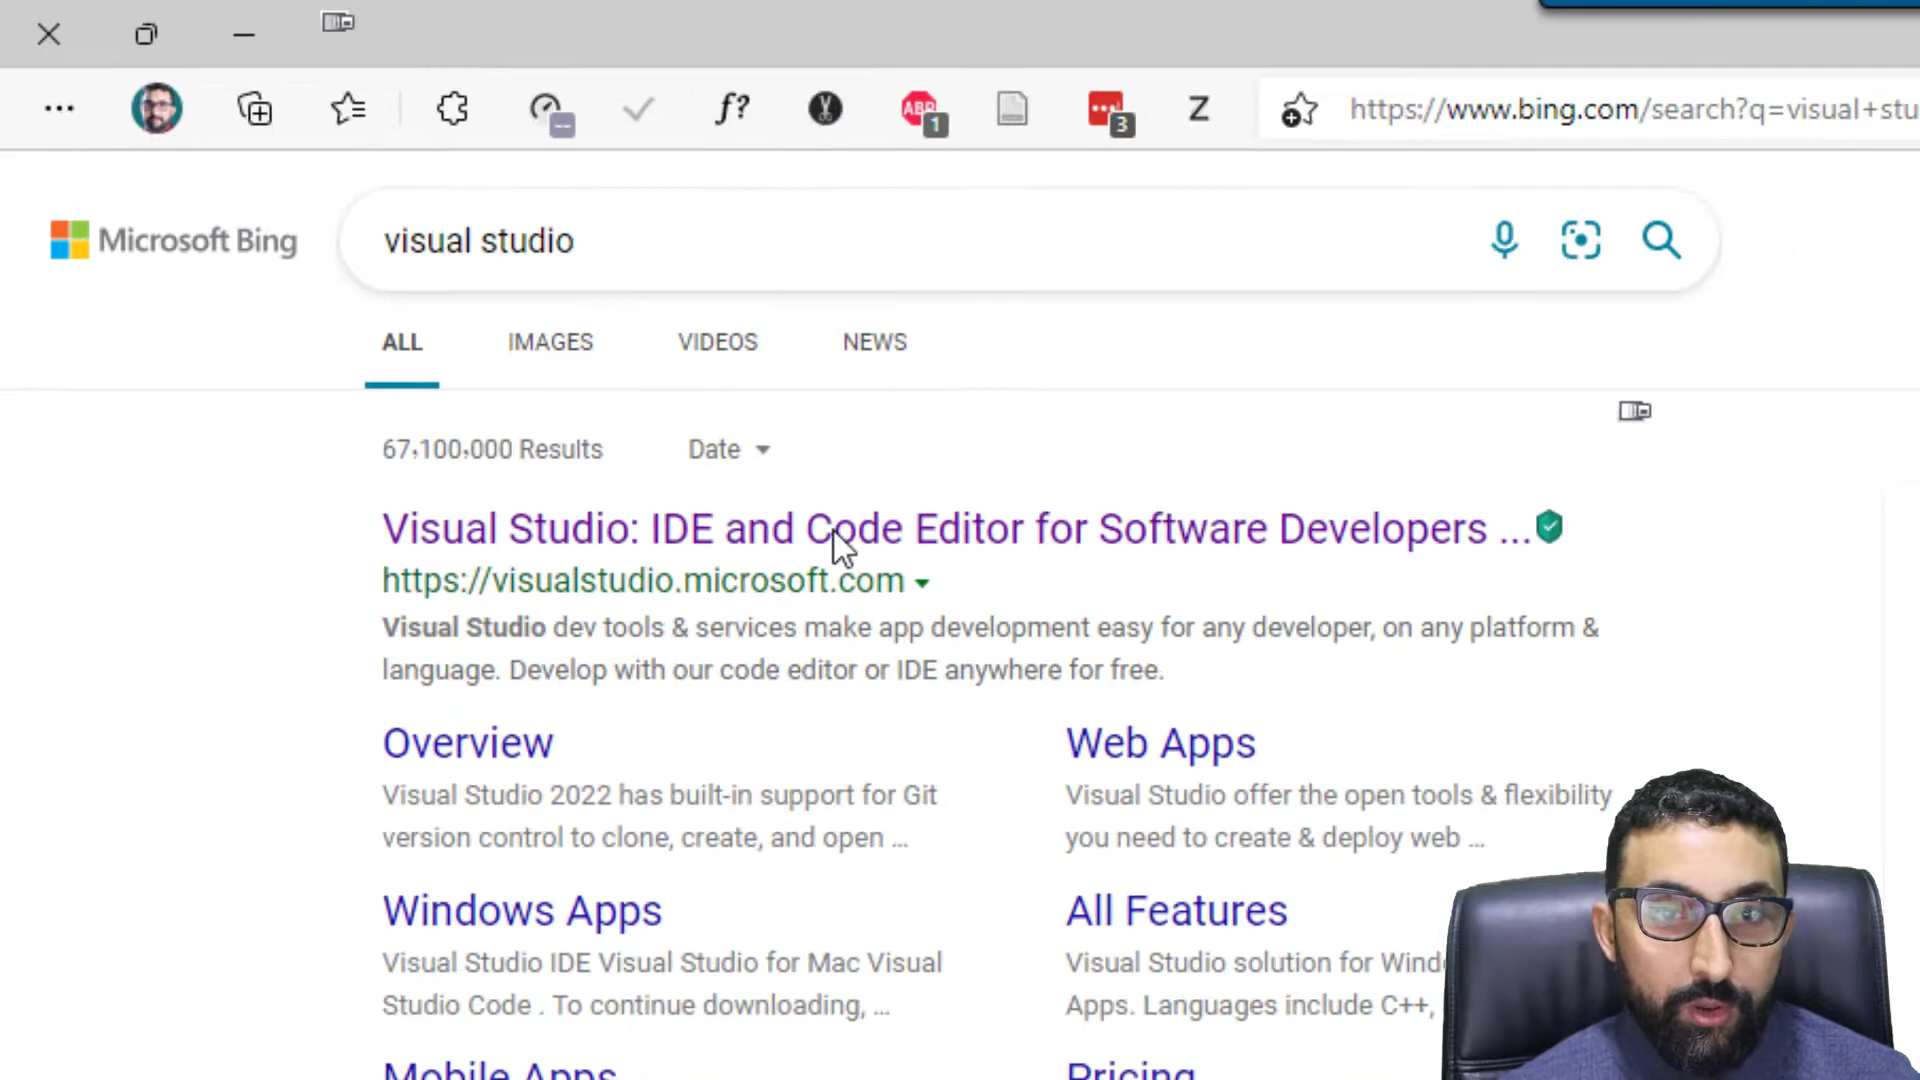 f?
ABP
1
3
Z
https://www.bing.com/search?q=visual+stu
Microsoft Bing
visual studio
ALL
IMAGES
VIDEOS
NEWS
67,100,000 Results
Date
Visual Studio: IDE and Code Editor for Software Developers ...
https://visualstudio.microsoft.com
Visual Studio dev tools & services make app development easy for any developer, on any platform &
language. Develop with our code editor or IDE anywhere for free.
Overview
Visual Studio 2022 has built-in support for Git
version control to clone, create, and open ...
Web Apps
Visual Studio offer the open tools & flexibility
you need to create & deploy web ...
Windows Apps
Visual Studio IDE Visual Studio for Mac Visual
Studio Code . To continue downloading, ...
All Features
Visual Studio solution for Wind
Apps. Languages include C++,
Mobile Apps
Pricing